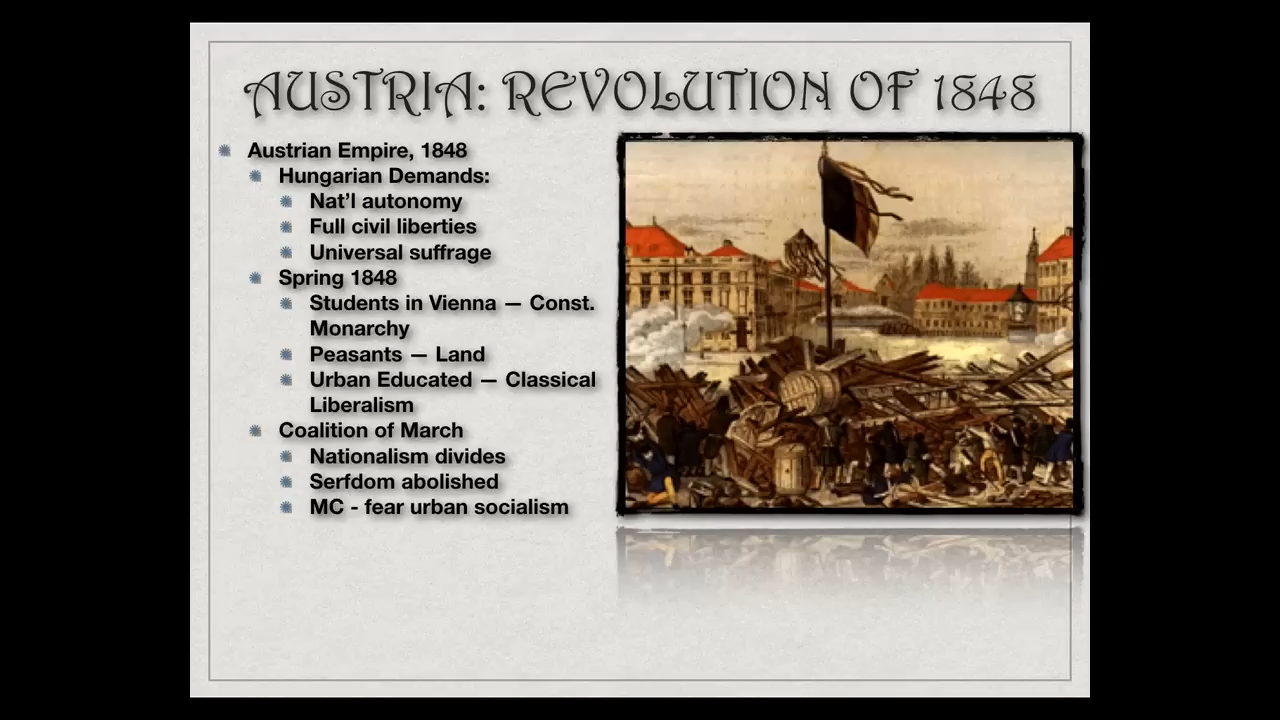 AUSTRIA: REVOLUTION OF 1848
Austrian Empire, 1848
Hungarian Demands:
Nat’l autonomy
Full civil liberties
Universal suffrage
Spring 1848
Students in Vienna — Const.
Monarchy
Peasants — Land
Urban Educated — Classical
Liberalism
Coalition of March
Nationalism divides
Serfdom abolished
MC - fear urban socialism